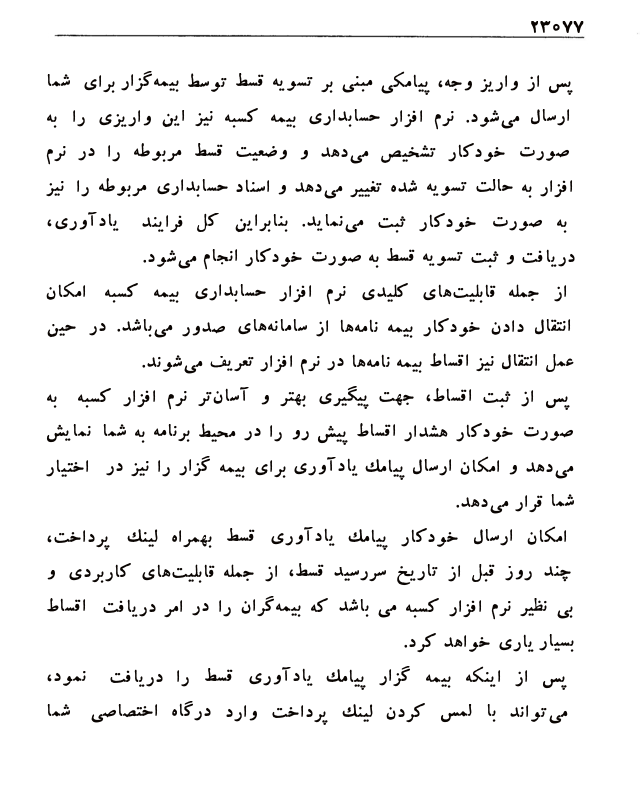 ۲۳۰۷۷
پس از واریز وجه، پیامکی مبنی بر تسویه قسط توسط بیمه‌گزار برای شما
ارسال می‌شود. نرم افزار حسابداری بیمه کسبه نیز این واریزی را به
صورت خودکار تشخیص می‌دهد و وضعیت قسط مربوطه را در نرم
افزار به حالت تسویه شده تغییر می‌دهد و اسناد حسابداری مربوطه را نیز
به صورت خودکار ثبت می‌نماید. بنابراین کل فرایند یادآوری،
دریافت و ثبت تسویه قسط به صورت خودکار انجام می‌شود.
از جمله قابلیت‌های کلیدی نرم افزار حسابداری بیمه کسبه امکان
انتقال دادن خودکار بیمه نامه‌ها از سامانه‌های صدور می‌باشد. در حین
عمل انتقال نیز اقساط بیمه نامه‌ها در نرم افزار تعریف می‌شوند.
پس از ثبت اقساط، جهت پیگیری بهتر و آسان‌تر نرم افزار کسبه به
صورت خودکار هشدار اقساط پیش رو را در محیط برنامه به شما نمایش
می‌دهد و امکان ارسال پیامك یادآوری برای بیمه گزار را نیز در اختیار
شما قرار می‌دهد.
امکان ارسال خودکار پیامك یادآوری قسط بهمراه لینك پرداخت،
چند روز قبل از تاریخ سررسید قسط، از جمله قابلیت‌های کاربردی و
بی نظیر نرم افزار کسبه می باشد که بیمه‌گران را در امر دریافت اقساط
بسیار یاری خواهد کرد.
پس از اینکه بیمه گزار پیامك یادآوری قسط را دریافت نمود،
می‌تواند با لمس کردن لینك پرداخت وارد درگاه اختصاصی شما